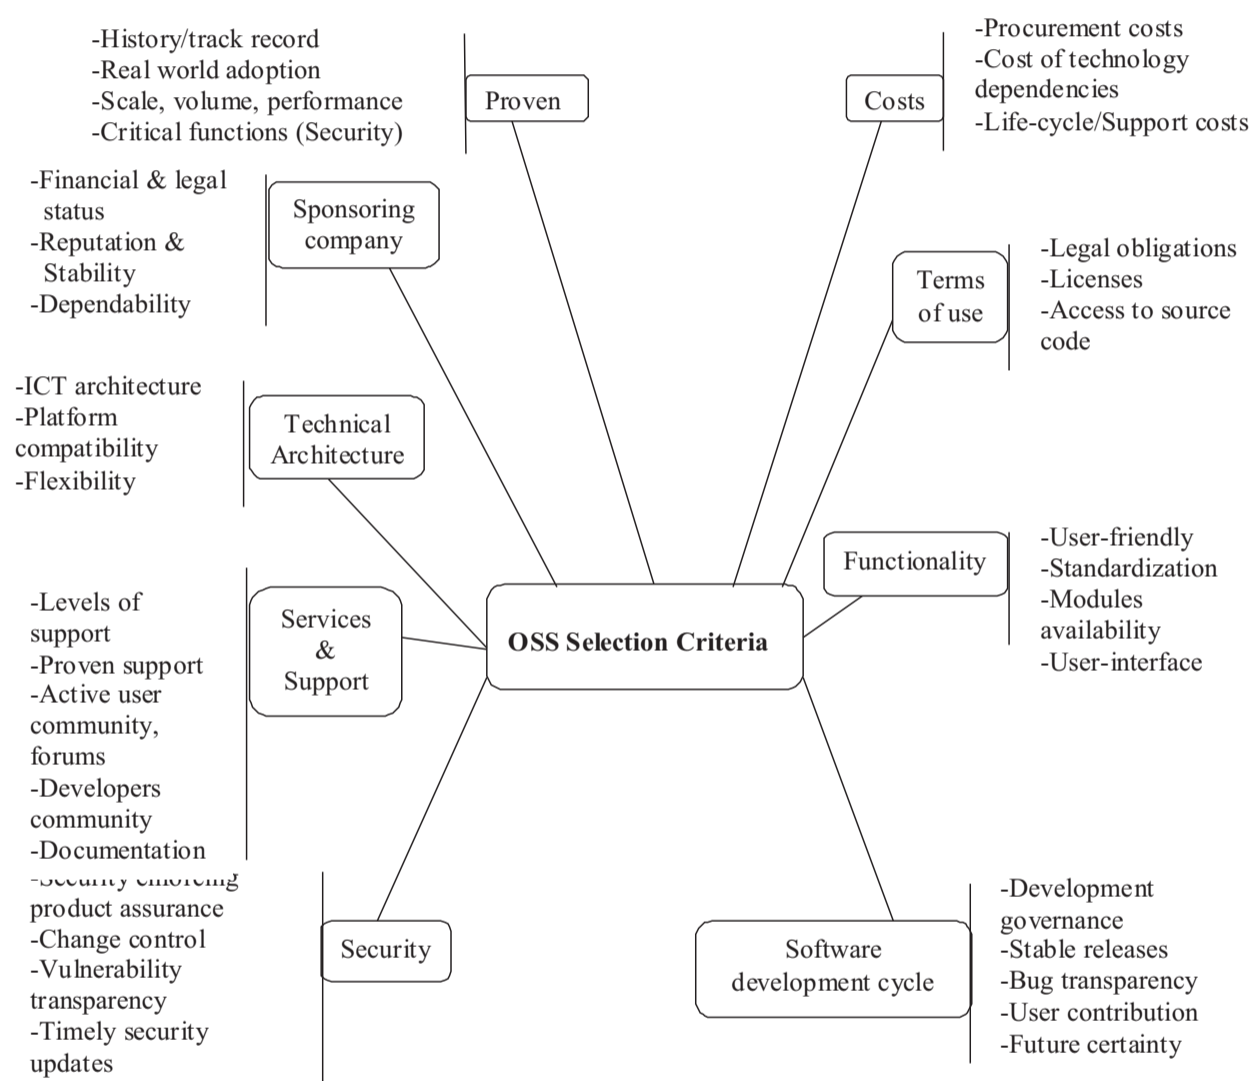 -History/track record
-Real world adoption
-Scale, volume, performance
-Critical functions (Security)
Proven
Costs
-Procurement costs
-Cost of technology
dependencies
-Life-cycle/Support costs
-Financial & legal
status
-Reputation &
Stability
-Dependability
Sponsoring
company
Terms
of use
-Legal obligations
-Licenses
-Access to source
code
-ICT architecture
-Platform
compatibility
-Flexibility
Technical
Architecture
Functionality
-User-friendly
-Standardization
-Modules
availability
-User-interface
OSS Selection Criteria
-Levels of
support
-Proven support
-Active user
community,
forums
-Developers
community
-Documentation
Services
&
Support
-Security enforcing
product assurance
-Change control
-Vulnerability
transparency
-Timely security
updates
Security
Software
development cycle
-Development
governance
-Stable releases
-Bug transparency
-User contribution
-Future certainty